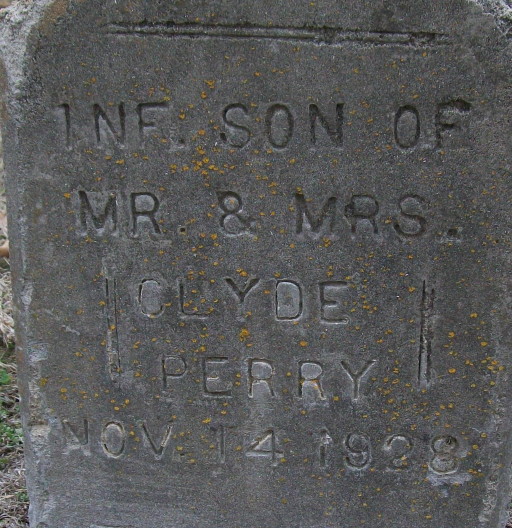 INF. SON OF
MR. & MRS.
CLYDE
PERRY
NOV. 14 1928